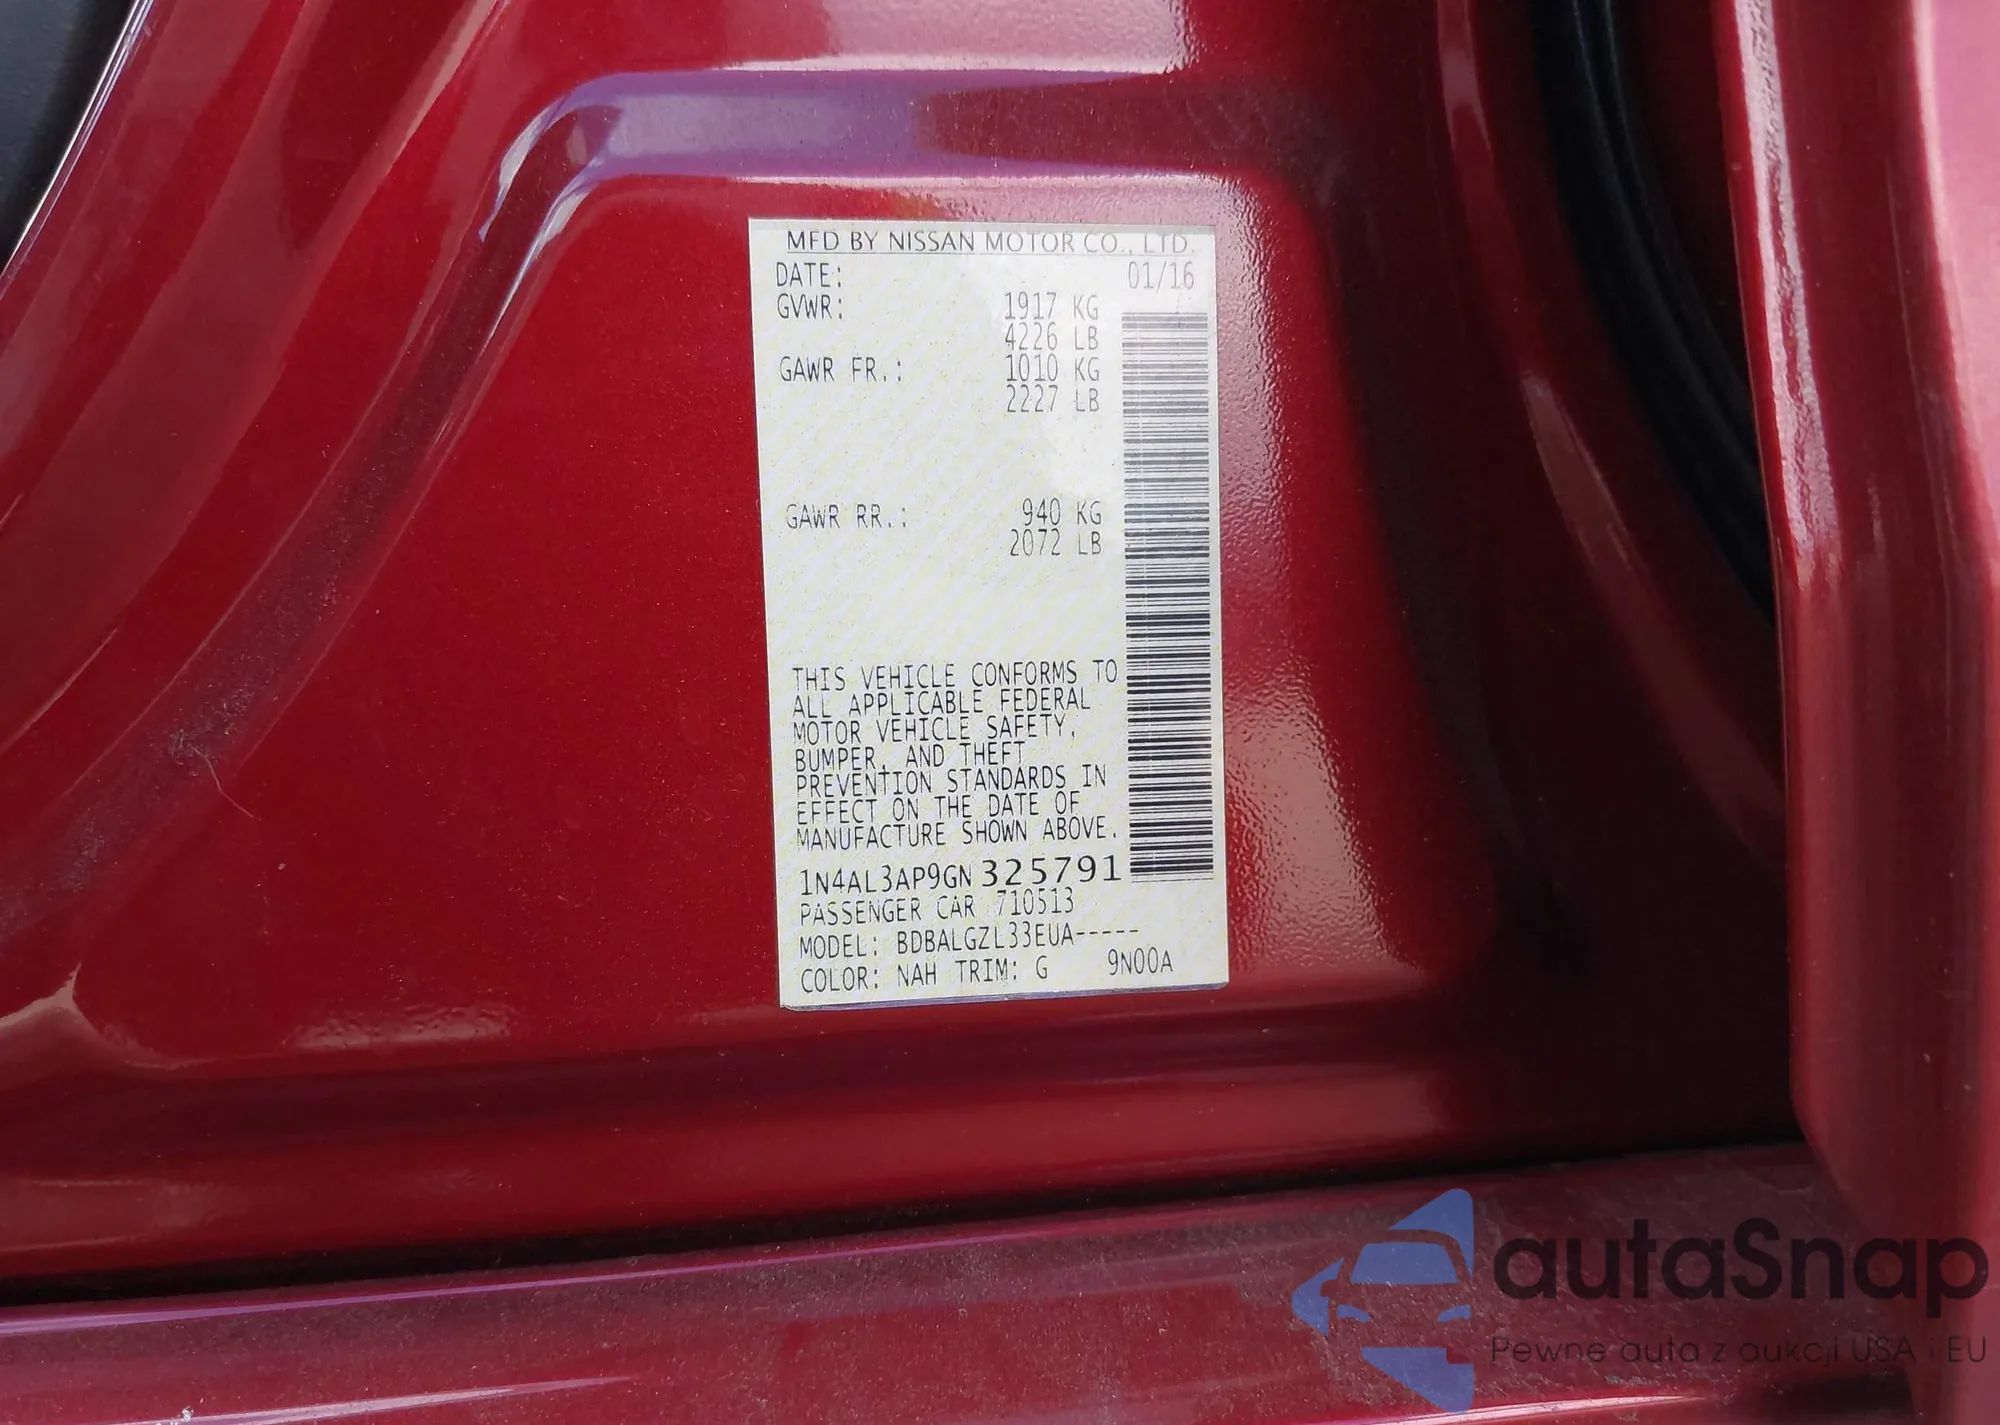 MFD BY NISSAN MOTOR CO., LTD.
DATE: 01/16
GVWR: 1917 KG
4226 LB
GAWR FR.: 1010 KG
2227 LB
GAWR RR.: 940 KG
2072 LB
THIS VEHICLE CONFORMS TO
ALL APPLICABLE FEDERAL
MOTOR VEHICLE SAFETY,
BUMPER, AND THEFT
PREVENTION STANDARDS IN
EFFECT ON THE DATE OF
MANUFACTURE SHOWN ABOVE.
1N4AL3AP9GN325791
PASSENGER CAR 710513
MODEL: BDBALGZL33EUA-----
COLOR: NAH TRIM: G 9N00A
autaSnap
Pewne auta z aukcji USA i EU